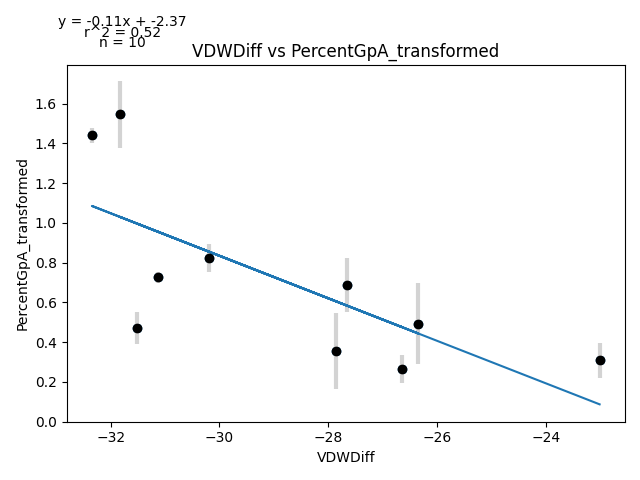 y = -0.11x + -2.37
r^2 = 0.52
n = 10
VDWDiff vs PercentGpA_transformed
PercentGpA_transformed
1.6
1.4
1.2
1.0
0.8
0.6
0.4
0.2
0.0
−32
−30
−28
−26
−24
VDWDiff